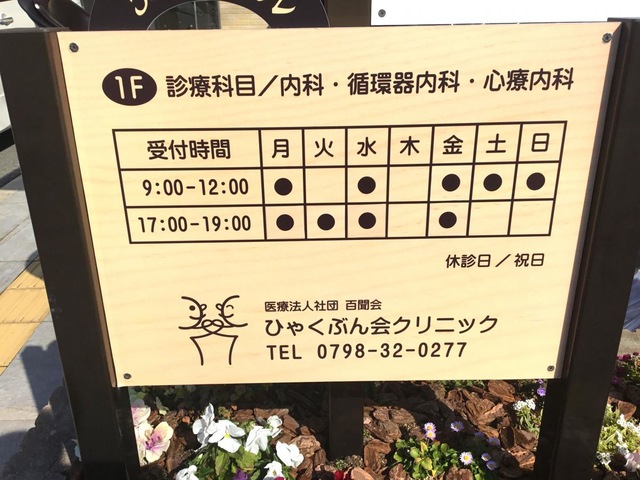 1F 診療科目／内科・循環器内科・心療内科
受付時間 月 火 水 木 金 土 日
9:00-12:00 ● ● ● ● ●
17:00-19:00 ● ● ● ●
休診日／祝日
医療法人社団 百聞会
ひゃくぶん会クリニック
TEL 0798-32-0277